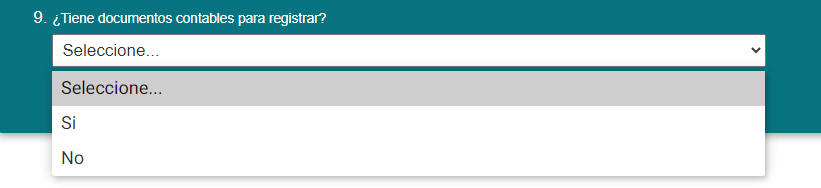 9. ¿Tiene documentos contables para registrar?
Seleccione...
Seleccione...
Si
No